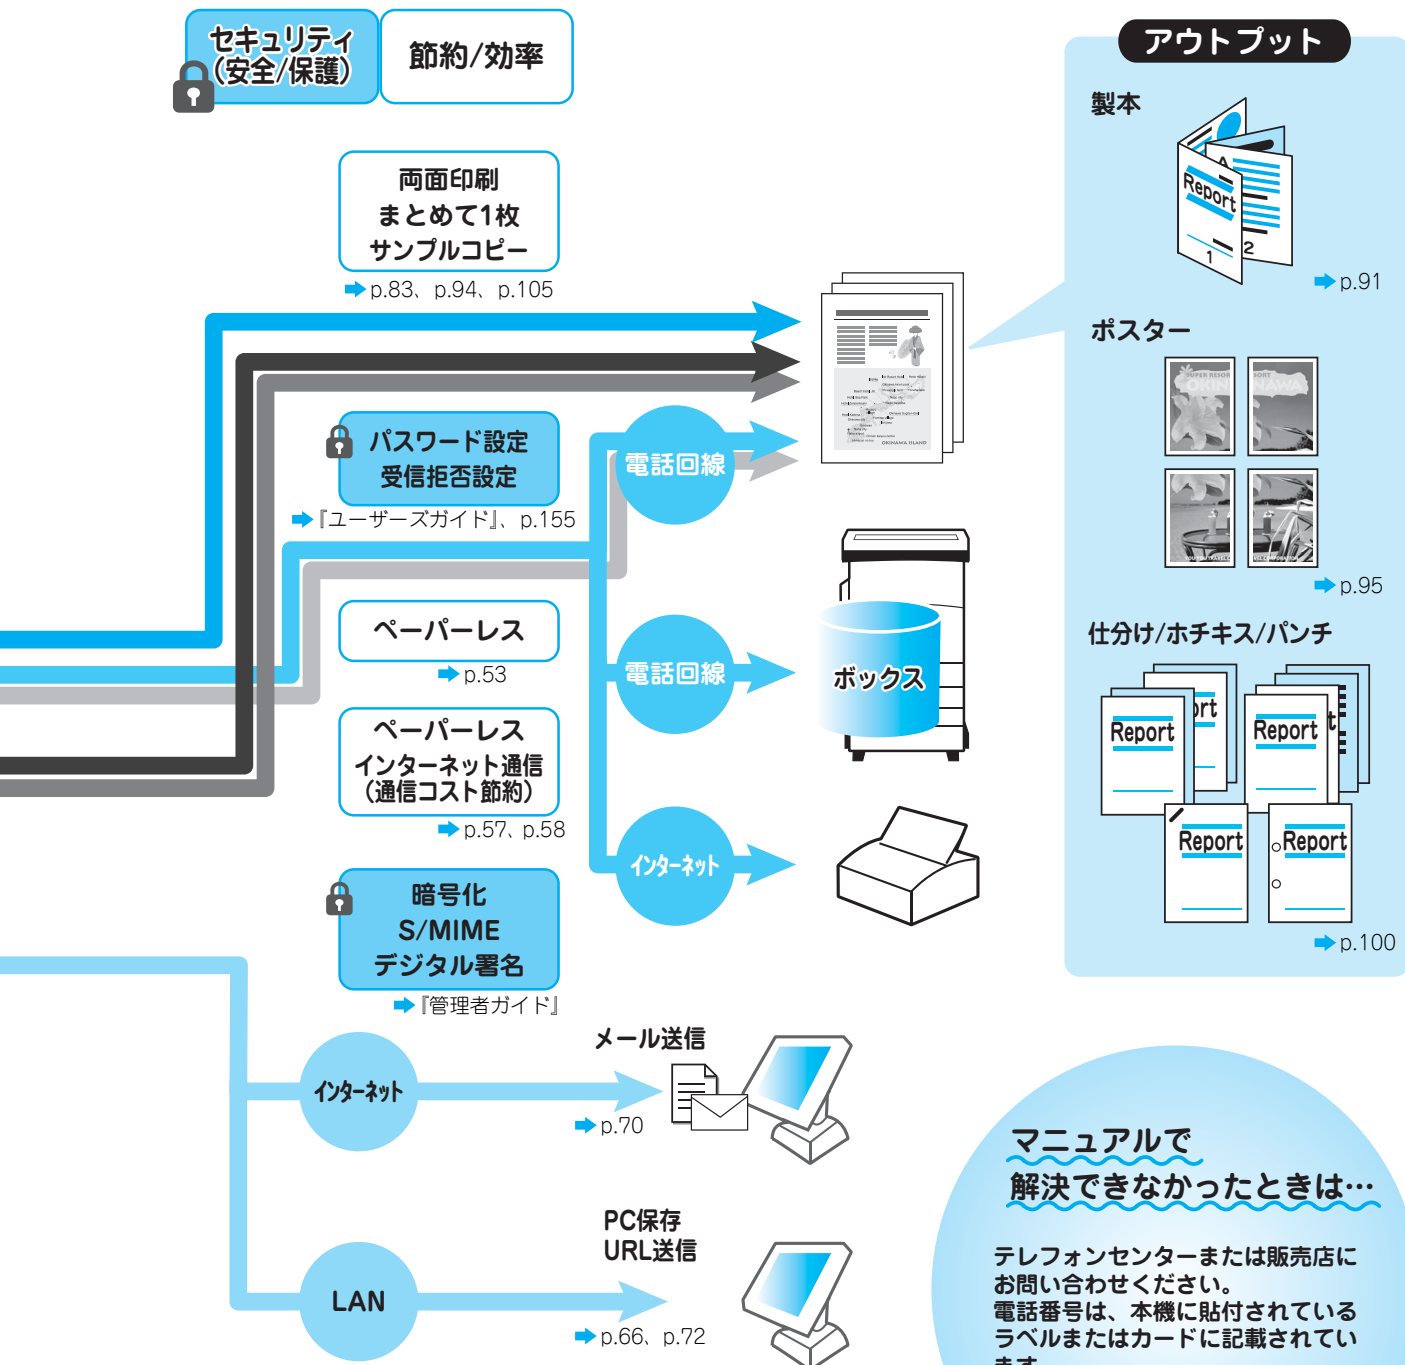 セキュリティ
(安全/保護)
節約/効率
両面印刷
まとめて1枚
サンプルコピー
p.83、p.94、p.105
パスワード設定
受信拒否設定
『ユーザーズガイド』、p.155
電話回線
ペーパーレス
p.53
電話回線
ボックス
ペーパーレス
インターネット通信
(通信コスト節約)
p.57、p.58
インターネット
暗号化
S/MIME
デジタル署名
『管理者ガイド』
インターネット
メール送信
p.70
LAN
PC保存
URL送信
p.66、p.72
OKINAWA ISLAND
アウトプット
製本
Report
1
2
p.91
ポスター
SUPER RESORT
OKINAWA
p.95
仕分け/ホチキス/パンチ
Report
ort
Report
t
Report
Report
p.100
マニュアルで
解決できなかったときは…
テレフォンセンターまたは販売店に
お問い合わせください。
電話番号は、本機に貼付されている
ラベルまたはカードに記載されてい
ます。